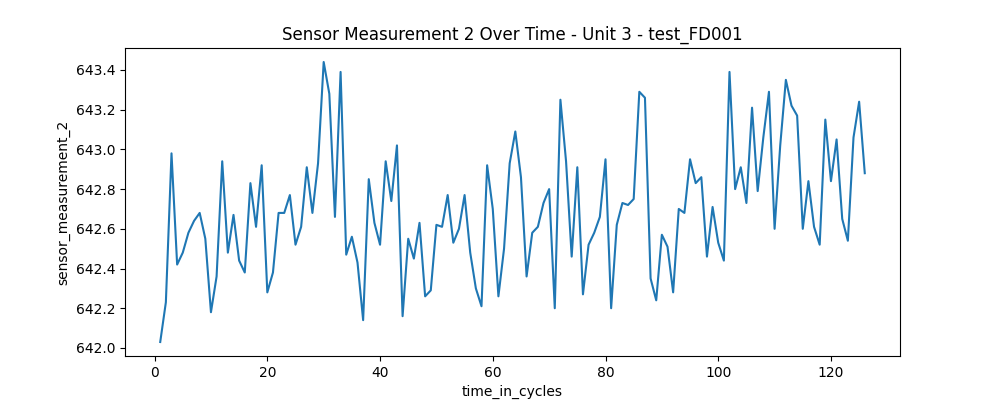 Sensor Measurement 2 Over Time - Unit 3 - test_FD001
sensor_measurement_2
643.4
643.2
643.0
642.8
642.6
642.4
642.2
642.0
0 20 40 60 80 100 120
time_in_cycles